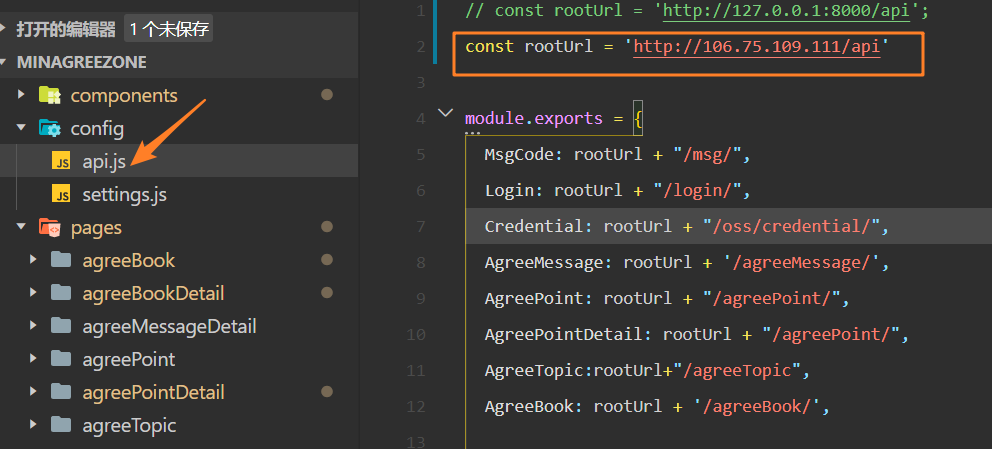 打开的编辑器 1 个未保存
MINAGREEZONE
components
config
JS api.js
JS settings.js
pages
agreeBook
agreeBookDetail
agreeMessageDetail
agreePoint
agreePointDetail
agreeTopic
1 // const rootUrl = 'http://127.0.0.1:8000/api';
2 const rootUrl = 'http://106.75.109.111/api'
3
4 module.exports = {
5 MsgCode: rootUrl + "/msg/",
6 Login: rootUrl + "/login/",
7 Credential: rootUrl + "/oss/credential/",
8 AgreeMessage: rootUrl + '/agreeMessage/',
9 AgreePoint: rootUrl + "/agreePoint/",
10 AgreePointDetail: rootUrl + "/agreePoint/",
11 AgreeTopic:rootUrl+"/agreeTopic",
12 AgreeBook: rootUrl + '/agreeBook/',
13